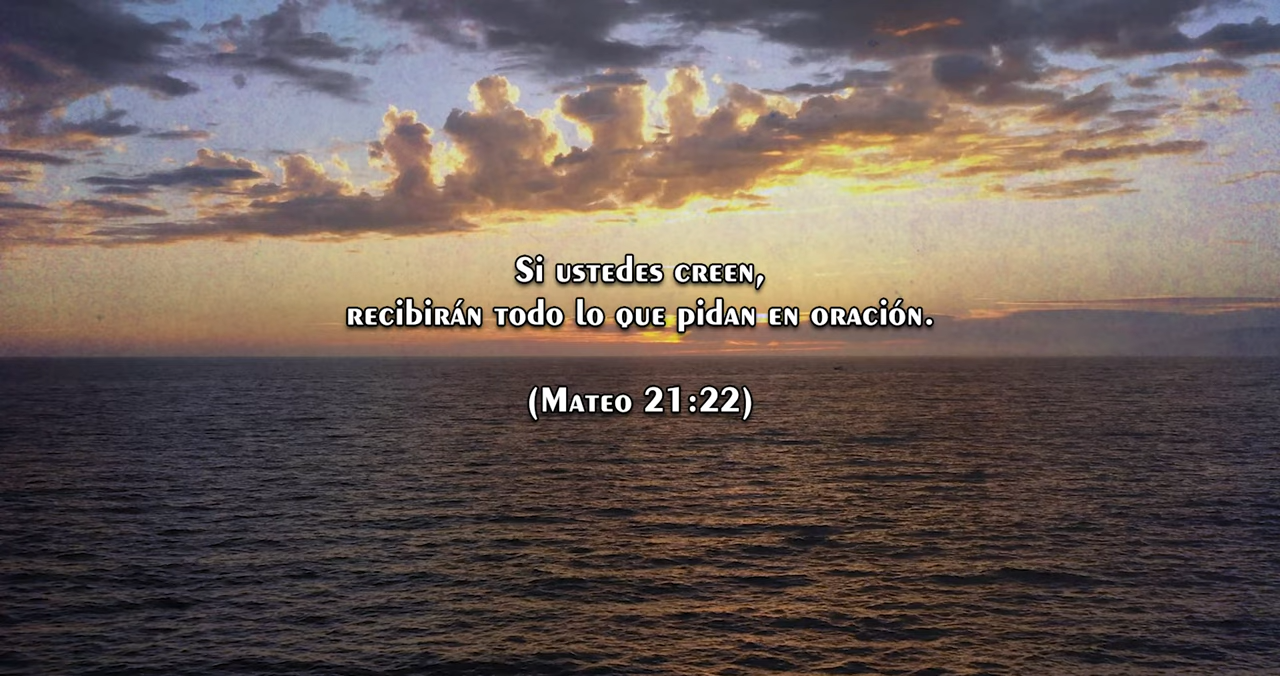 Si ustedes creen,
recibirán todo lo que pidan en oración.
(Mateo 21:22)